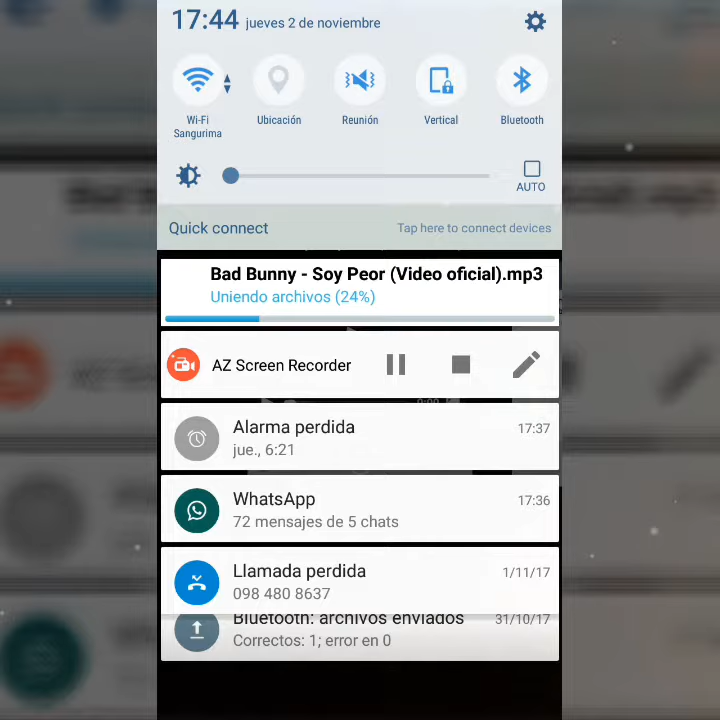 17:44 jueves 2 de noviembre
Wi-Fi
Sangurima
Ubicación
Reunión
Vertical
Bluetooth
AUTO
Quick connect
Tap here to connect devices
Bad Bunny - Soy Peor (Video oficial).mp3
Uniendo archivos (24%)
AZ Screen Recorder
Alarma perdida 17:37
jue., 6:21
WhatsApp 17:36
72 mensajes de 5 chats
Llamada perdida 1/11/17
098 480 8637
Bluetooth: archivos enviados 31/10/17
Correctos: 1; error en 0